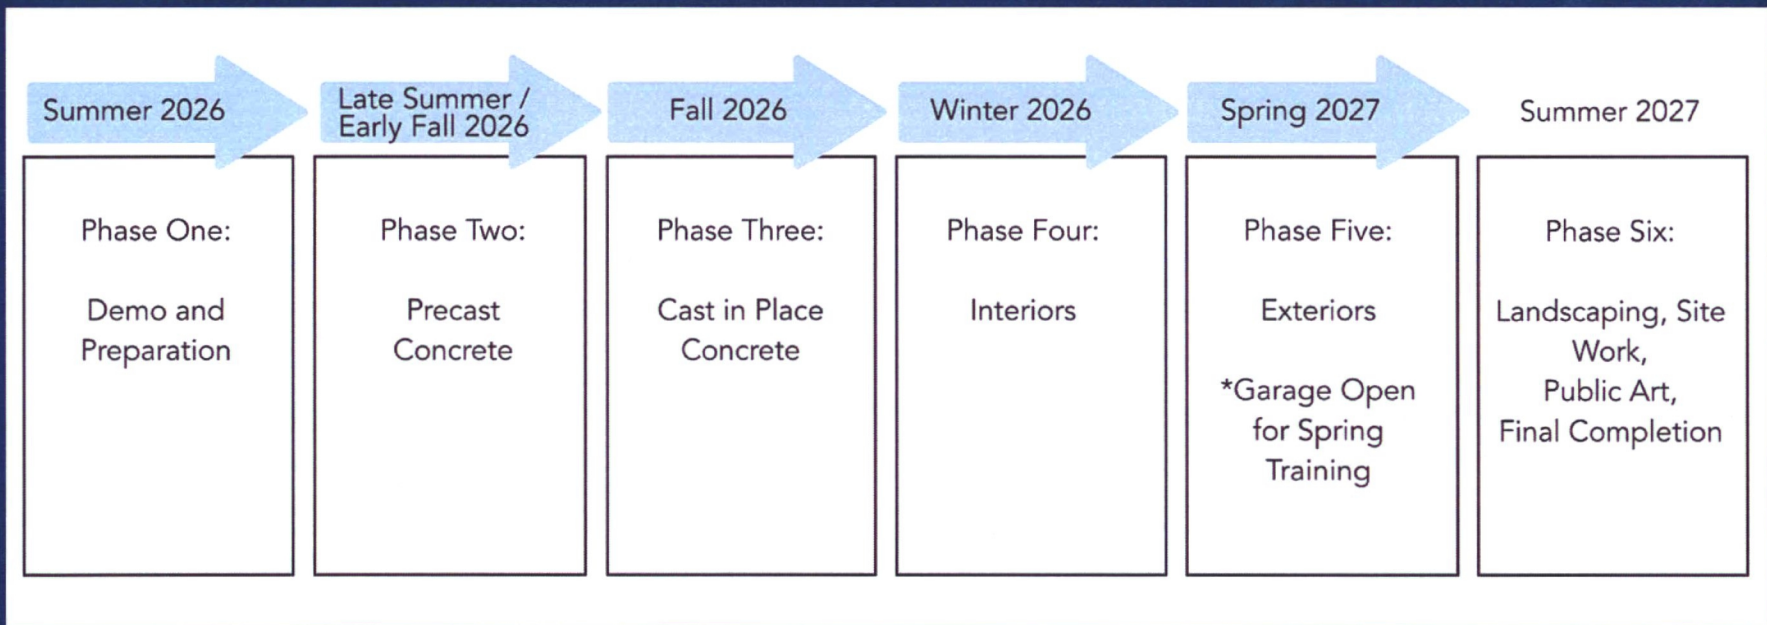 Summer 2026
Late Summer /
Early Fall 2026
Fall 2026
Winter 2026
Spring 2027
Summer 2027
Phase One:
Demo and
Preparation
Phase Two:
Precast
Concrete
Phase Three:
Cast in Place
Concrete
Phase Four:
Interiors
Phase Five:
Exteriors
*Garage Open
for Spring
Training
Phase Six:
Landscaping, Site
Work,
Public Art,
Final Completion